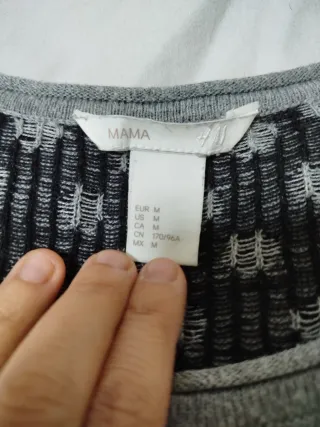 MAMA H&M
EUR M
US M
CA M
CN 170/96A
MX M